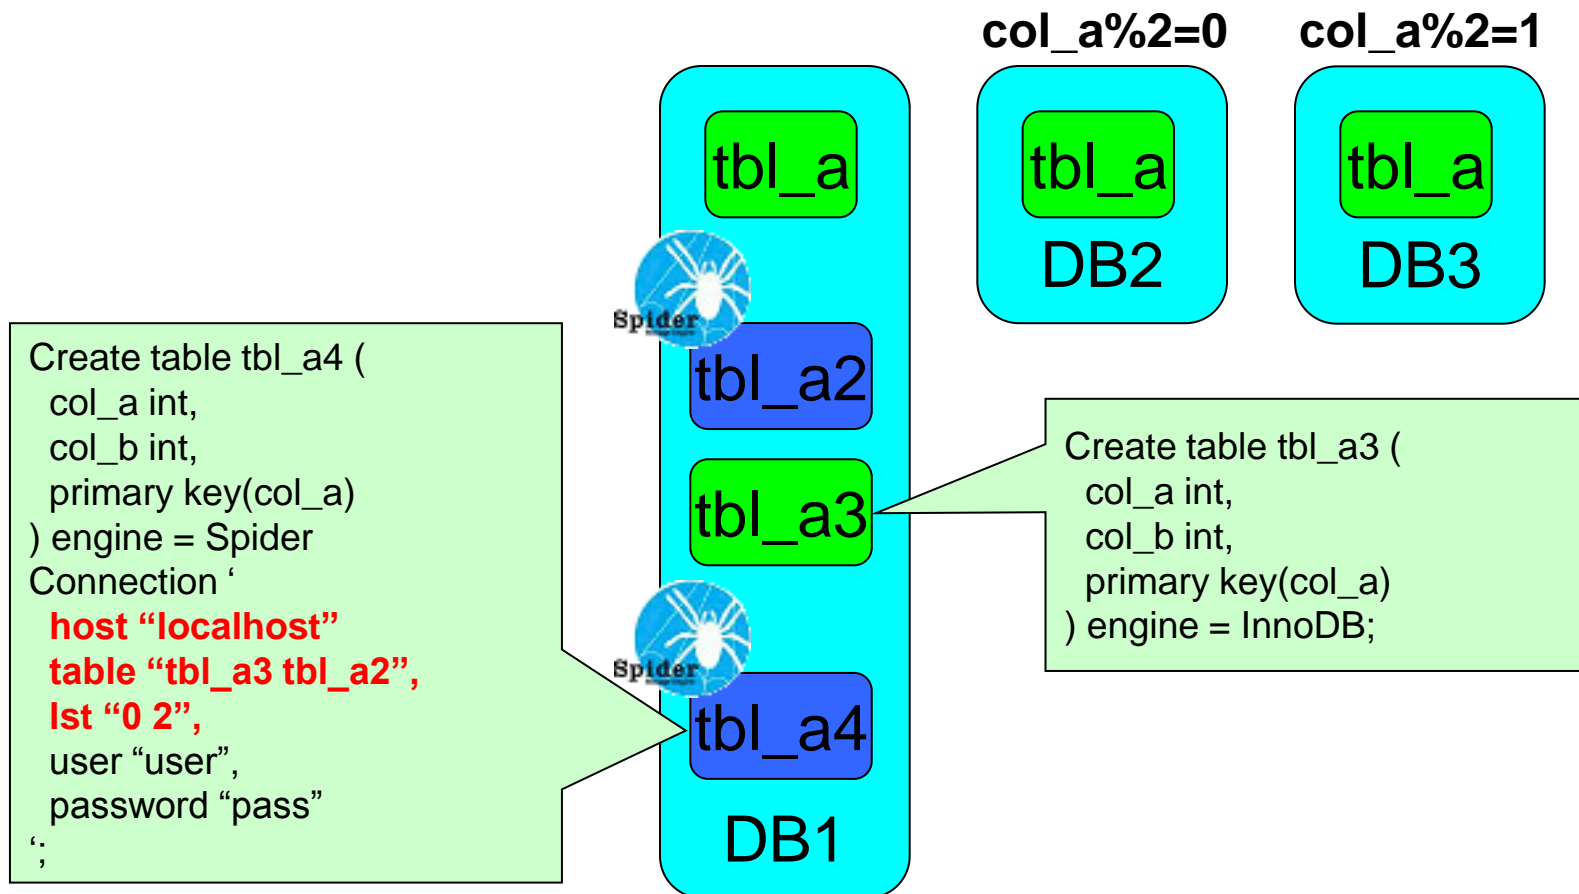 col_a%2=0
col_a%2=1
tbl_a
tbl_a
tbl_a
DB2
DB3
Spider
tbl_a2
Create table tbl_a4 (
col_a int,
col_b int,
primary key(col_a)
) engine = Spider
Connection ‘
host “localhost”
table “tbl_a3 tbl_a2”,
lst “0 2”,
user “user”,
password “pass”
‘;
tbl_a3
Create table tbl_a3 (
col_a int,
col_b int,
primary key(col_a)
) engine = InnoDB;
Spider
tbl_a4
DB1